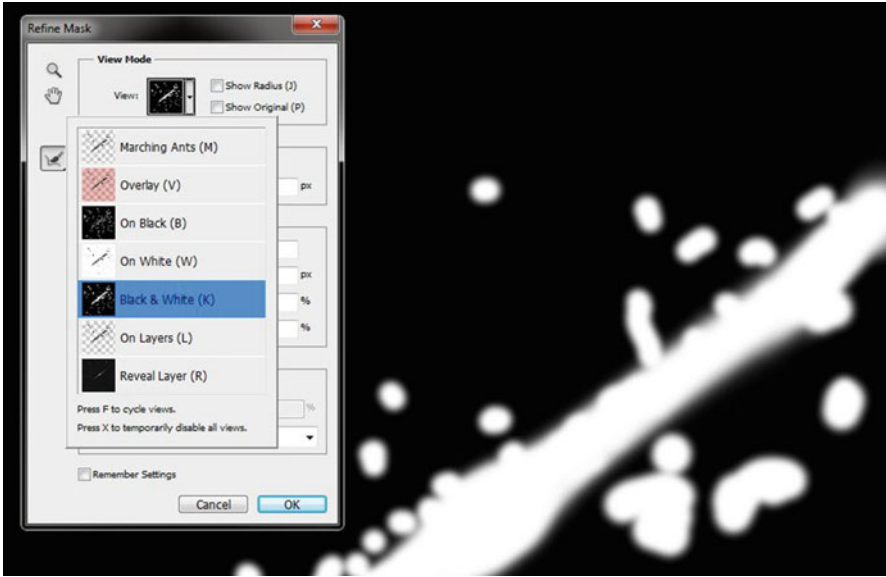 Refine Mask
View Mode
View:
Show Radius (J)
Show Original (P)
Marching Ants (M)
Overlay (V)
px
On Black (B)
On White (W)
px
Black & White (K)
%
On Layers (L)
%
Reveal Layer (R)
Press F to cycle views.
%
Press X to temporarily disable all views.
Remember Settings
Cancel
OK